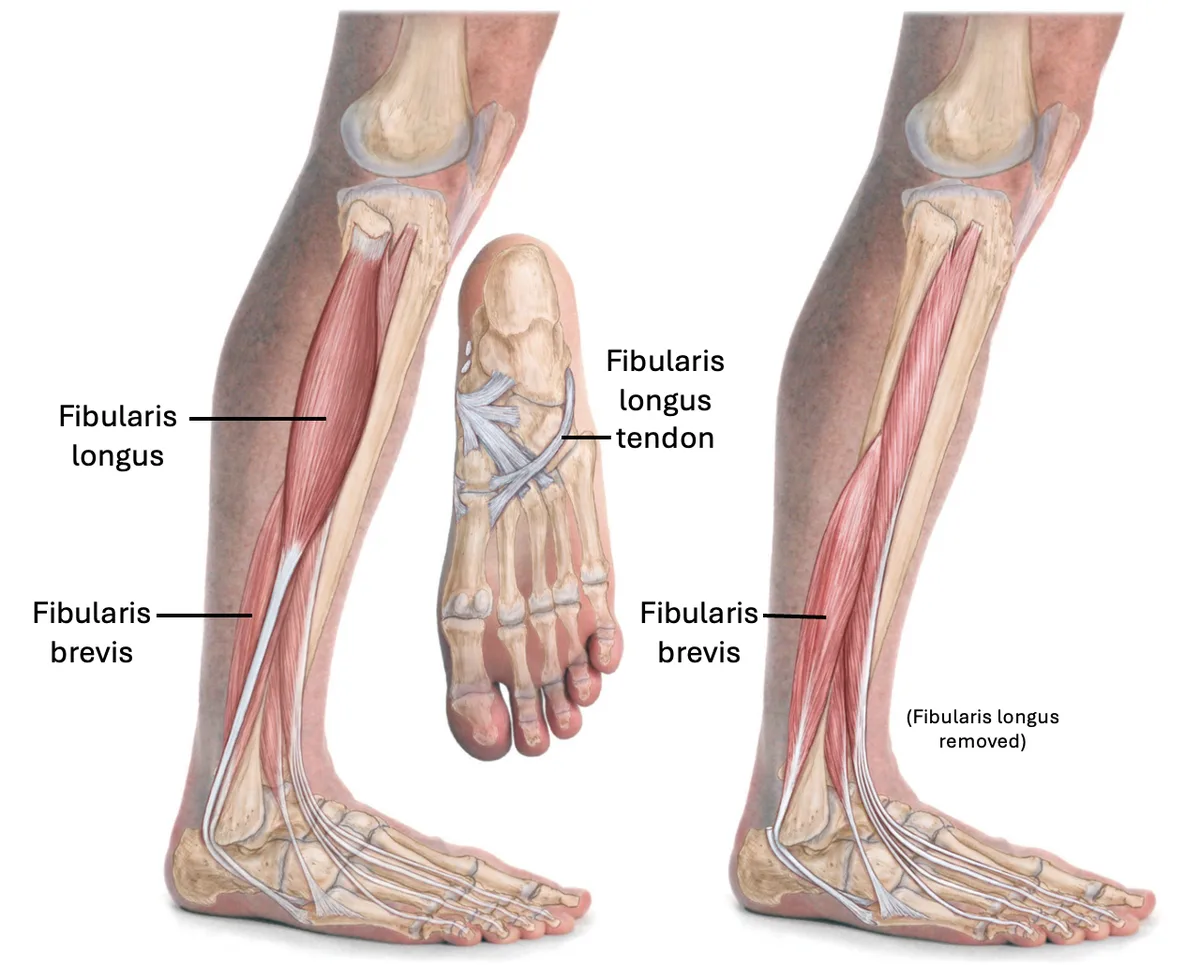 Fibularis
longus
Fibularis
brevis
Fibularis
longus
tendon
Fibularis
brevis
(Fibularis longus
removed)